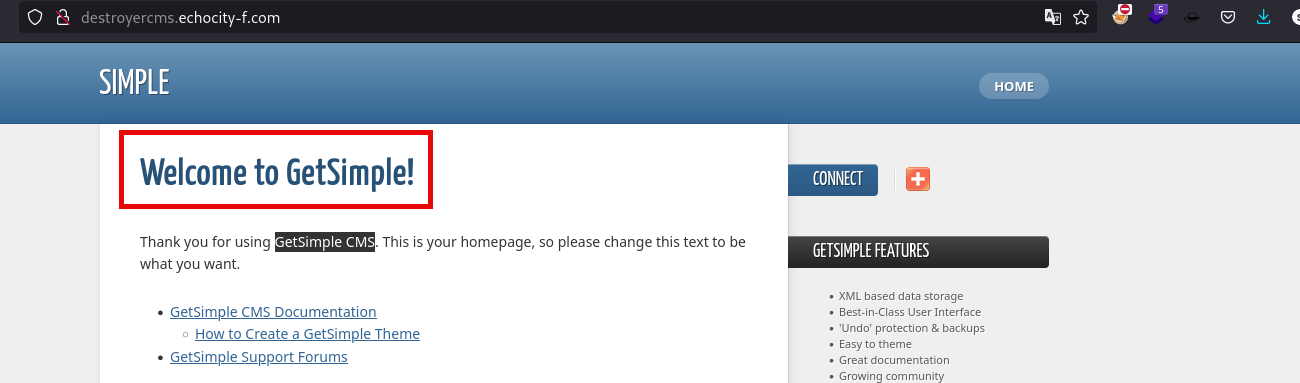 destroyercms.echocity-f.com
5
SIMPLE
HOME
Welcome to GetSimple!
CONNECT
Thank you for using GetSimple CMS. This is your homepage, so please change this text to be
what you want.
GetSimple CMS Documentation
How to Create a GetSimple Theme
GetSimple Support Forums
GETSIMPLE FEATURES
XML based data storage
Best-in-Class User Interface
'Undo' protection & backups
Easy to theme
Great documentation
Growing community